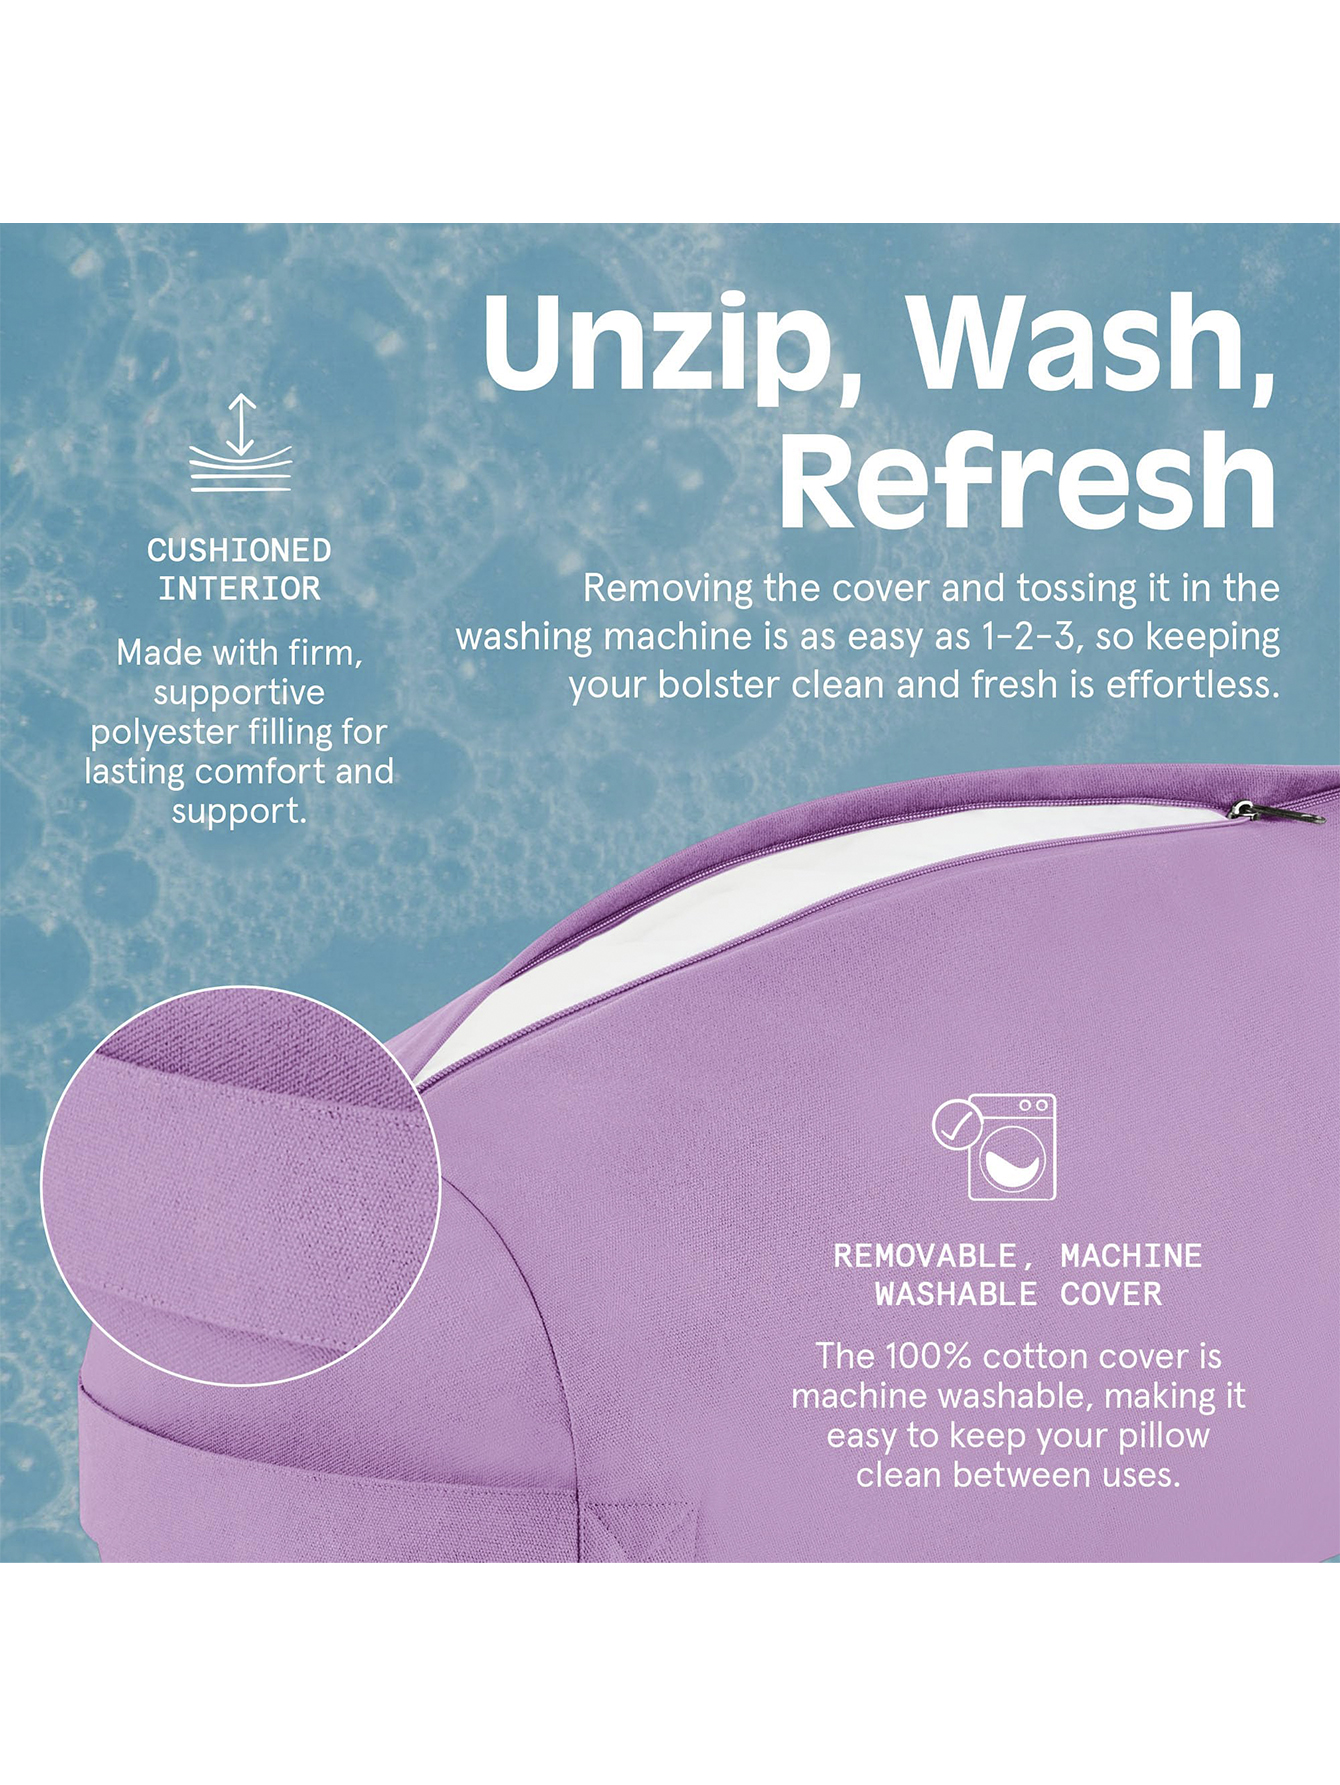 Unzip, Wash,
Refresh
Removing the cover and tossing it in the
washing machine is as easy as 1-2-3, so keeping
your bolster clean and fresh is effortless.
CUSHIONED
INTERIOR
Made with firm,
supportive
polyester filling for
lasting comfort and
support.
REMOVABLE, MACHINE
WASHABLE COVER
The 100% cotton cover is
machine washable, making it
easy to keep your pillow
clean between uses.